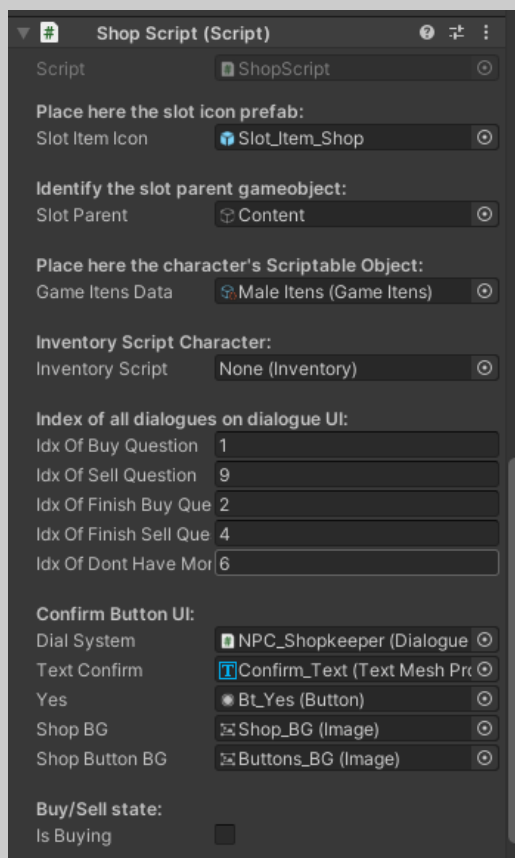 Shop Script (Script)
Script ShopScript
Place here the slot icon prefab:
Slot Item Icon Slot_Item_Shop
Identify the slot parent gameobject:
Slot Parent Content
Place here the character's Scriptable Object:
Game Itens Data Male Itens (Game Itens)
Inventory Script Character:
Inventory Script None (Inventory)
Index of all dialogues on dialogue UI:
Idx Of Buy Question 1
Idx Of Sell Question 9
Idx Of Finish Buy Que 2
Idx Of Finish Sell Que 4
Idx Of Dont Have Mor 6
Confirm Button UI:
Dial System NPC_Shopkeeper (Dialogue
Text Confirm Confirm_Text (Text Mesh Pro
Yes Bt_Yes (Button)
Shop BG Shop_BG (Image)
Shop Button BG Buttons_BG (Image)
Buy/Sell state:
Is Buying